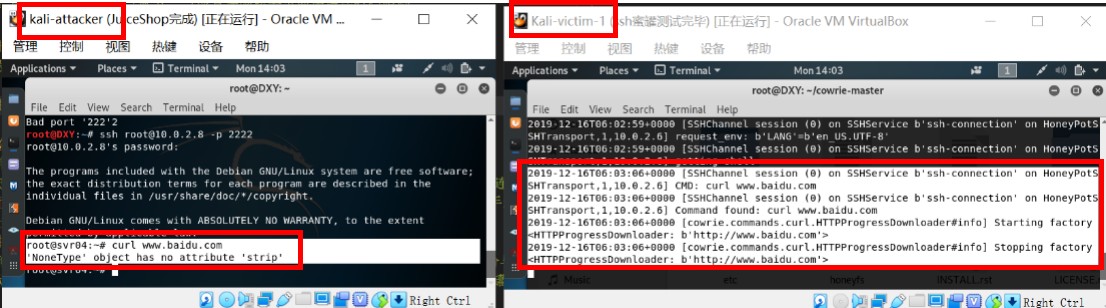 kali-attacker (JuiceShop完成) [正在运行] - Oracle VM ...
管理 控制 视图 热键 设备 帮助
Applications Places Terminal Mon 14:03 1
root@DXY: ~
File Edit View Search Terminal Help
Bad port '222'2
root@DXY:~# ssh root@10.0.2.8 -p 2222
root@10.0.2.8's password:
The programs included with the Debian GNU/Linux system are free software;
the exact distribution terms for each program are described in the
individual files in /usr/share/doc/*/copyright.
Debian GNU/Linux comes with ABSOLUTELY NO WARRANTY, to the extent
permitted by applicable law.
root@svr04:~# curl www.baidu.com
'NoneType' object has no attribute 'strip'
root@svr04:~#
Right Ctrl
Kali-victim-1 (ssh蜜罐测试完毕) [正在运行] - Oracle VM VirtualBox
管理 控制 视图 热键 设备 帮助
Applications Places Terminal Mon 14:03 1
root@DXY: ~/cowrie-master
File Edit View Search Terminal Help
2019-12-16T06:02:59+0000 [SSHChannel session (0) on SSHService b'ssh-connection' on HoneyPotS
SHTransport,1,10.0.2.6] request_env: b'LANG'=b'en_US.UTF-8'
2019-12-16T06:02:59+0000 [SSHChannel session (0) on SSHService b'ssh-connection' on HoneyPotS
SHTransport,1,10.0.2.6] getting shell
2019-12-16T06:03:06+0000 [SSHChannel session (0) on SSHService b'ssh-connection' on HoneyPotS
SHTransport,1,10.0.2.6] CMD: curl www.baidu.com
2019-12-16T06:03:06+0000 [SSHChannel session (0) on SSHService b'ssh-connection' on HoneyPotS
SHTransport,1,10.0.2.6] Command found: curl www.baidu.com
2019-12-16T06:03:06+0000 [cowrie.commands.curl.HTTPProgressDownloader#info] Starting factory
<HTTPProgressDownloader: b'http://www.baidu.com'>
2019-12-16T06:03:06+0000 [cowrie.commands.curl.HTTPProgressDownloader#info] Stopping factory
<HTTPProgressDownloader: b'http://www.baidu.com'>
Music etc honeyfs INSTALL.rst LICENSE.
Right Ctrl